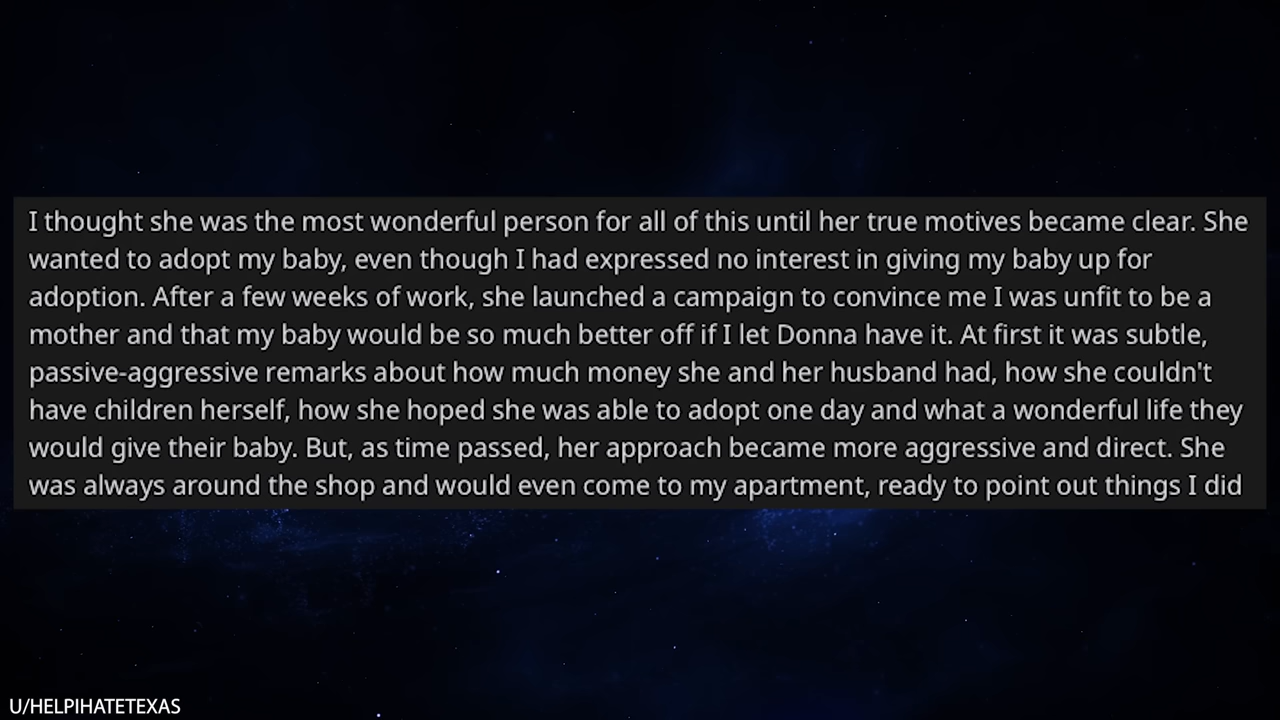 I thought she was the most wonderful person for all of this until her true motives became clear. She
wanted to adopt my baby, even though I had expressed no interest in giving my baby up for
adoption. After a few weeks of work, she launched a campaign to convince me I was unfit to be a
mother and that my baby would be so much better off if I let Donna have it. At first it was subtle,
passive-aggressive remarks about how much money she and her husband had, how she couldn't
have children herself, how she hoped she was able to adopt one day and what a wonderful life they
would give their baby. But, as time passed, her approach became more aggressive and direct. She
was always around the shop and would even come to my apartment, ready to point out things I did
U/HELPIHATETEXAS